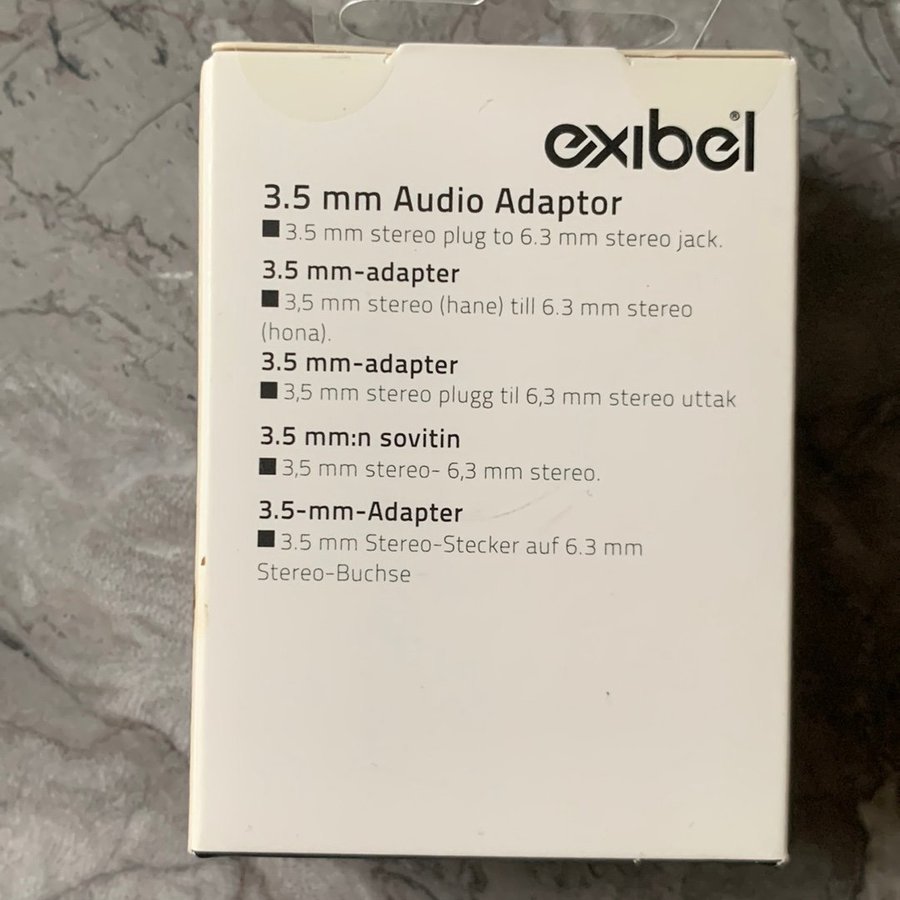 exibel®
3.5 mm Audio Adaptor
■ 3.5 mm stereo plug to 6.3 mm stereo jack.
3.5 mm-adapter
■ 3,5 mm stereo (hane) till 6.3 mm stereo
(hona).
3.5 mm-adapter
■ 3,5 mm stereo plugg til 6,3 mm stereo uttak
3.5 mm:n sovitin
■ 3,5 mm stereo- 6,3 mm stereo.
3.5-mm-Adapter
■ 3.5 mm Stereo-Stecker auf 6.3 mm
Stereo-Buchse